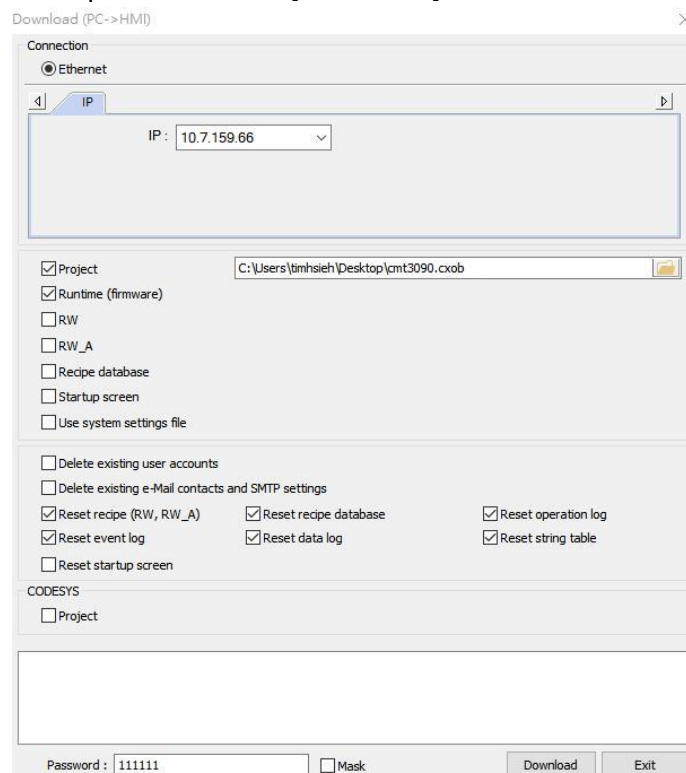 Download (PC->HMI)
Connection
Ethernet
IP
IP : 10.7.159.66
Project C:\Users\timhsieh\Desktop\cmt3090.cxob
Runtime (firmware)
RW
RW_A
Recipe database
Startup screen
Use system settings file
Delete existing user accounts
Delete existing e-Mail contacts and SMTP settings
Reset recipe (RW, RW_A) Reset recipe database Reset operation log
Reset event log Reset data log Reset string table
Reset startup screen
CODESYS
Project
Password : 111111 Mask Download Exit